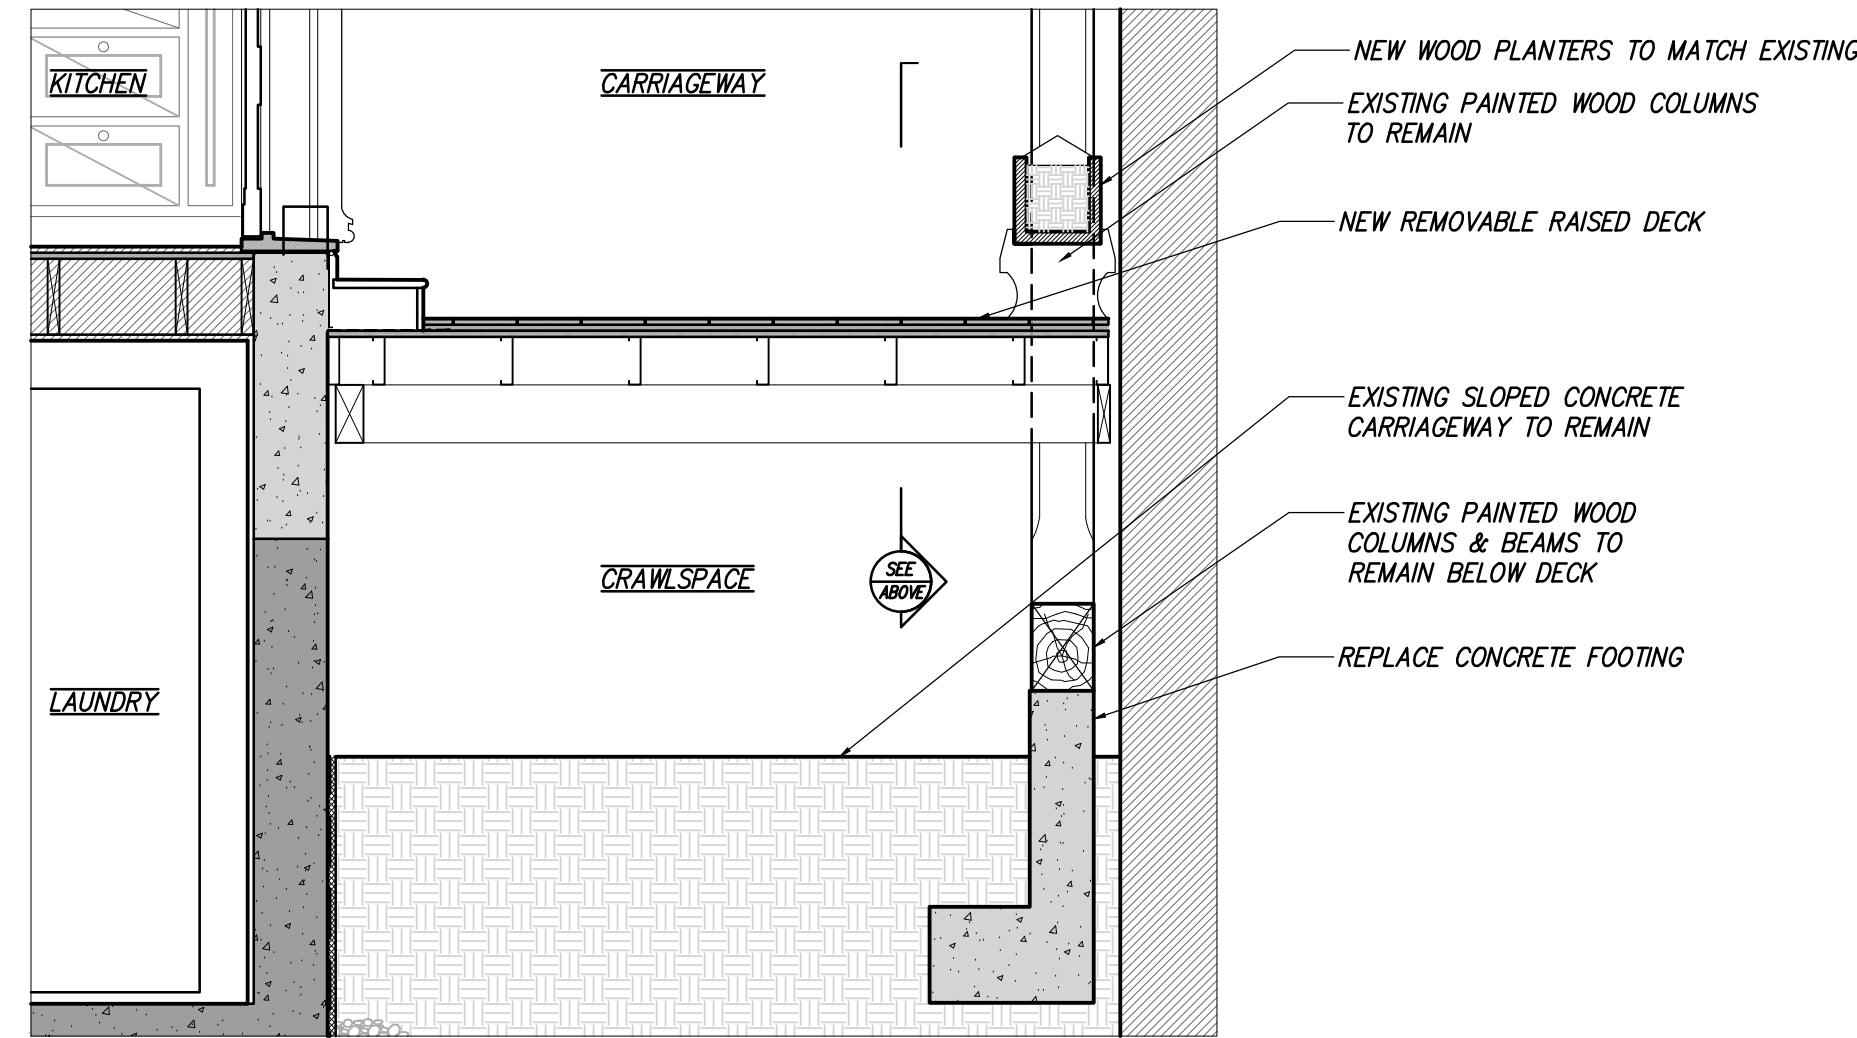 KITCHEN
CARRIAGEWAY
NEW WOOD PLANTERS TO MATCH EXISTING
EXISTING PAINTED WOOD COLUMNS
TO REMAIN
NEW REMOVABLE RAISED DECK
EXISTING SLOPED CONCRETE
CARRIAGEWAY TO REMAIN
EXISTING PAINTED WOOD
COLUMNS & BEAMS TO
REMAIN BELOW DECK
CRAWLSPACE
SEE
ABOVE
REPLACE CONCRETE FOOTING
LAUNDRY